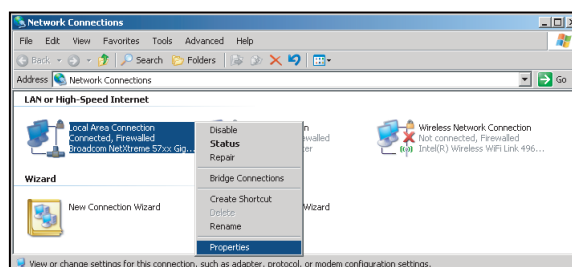 Network Connections
File Edit View Favorites Tools Advanced Help
Back Search Folders
Address Network Connections Go
LAN or High-Speed Internet
Local Area Connection
Connected, Firewalled
Broadcom NetXtreme 57xx Gig...
Disable
Status
Repair
Bridge Connections
Create Shortcut
Delete
Rename
Properties
Wireless Network Connection
Not connected, Firewalled
Intel(R) Wireless WiFi Link 496...
Wizard
New Connection Wizard
Wizard
View or change settings for this connection, such as adapter, protocol, or modem configuration settings.